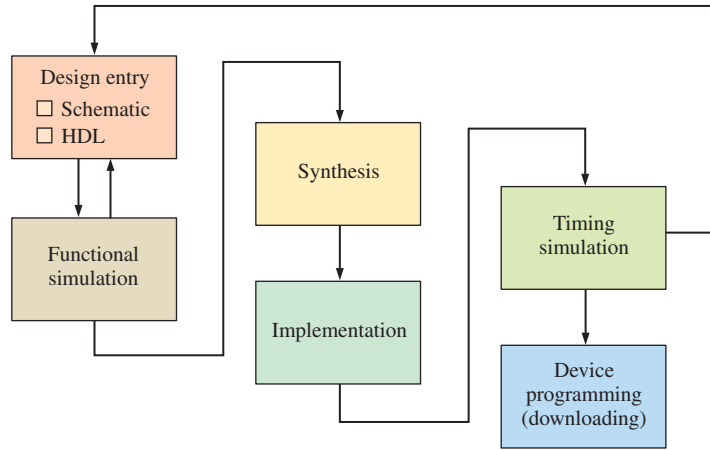 Design entry
Schematic
HDL
Functional
simulation
Synthesis
Implementation
Timing
simulation
Device
programming
(downloading)